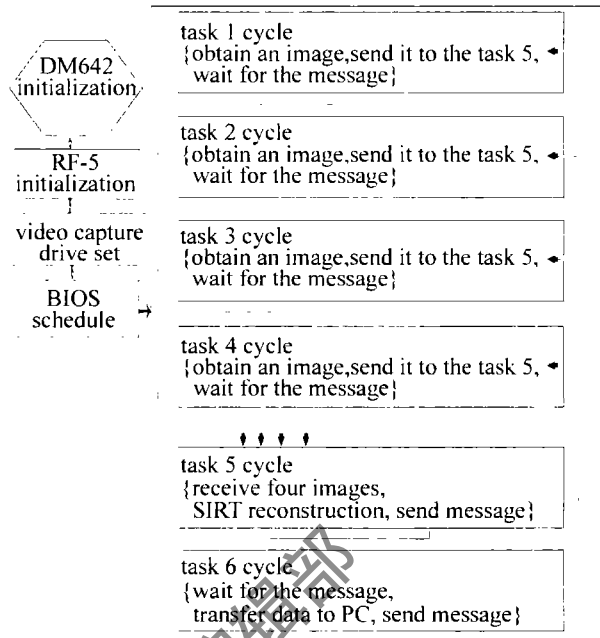 DM642
initialization
RF-5
initialization
video capture
drive set
BIOS
schedule
task 1 cycle
{obtain an image,send it to the task 5,
wait for the message}
task 2 cycle
{obtain an image,send it to the task 5,
wait for the message}
task 3 cycle
{obtain an image,send it to the task 5,
wait for the message}
task 4 cycle
{obtain an image,send it to the task 5,
wait for the message}
task 5 cycle
{receive four images,
SIRT reconstruction, send message}
task 6 cycle
{wait for the message,
transfer data to PC, send message}
辑部